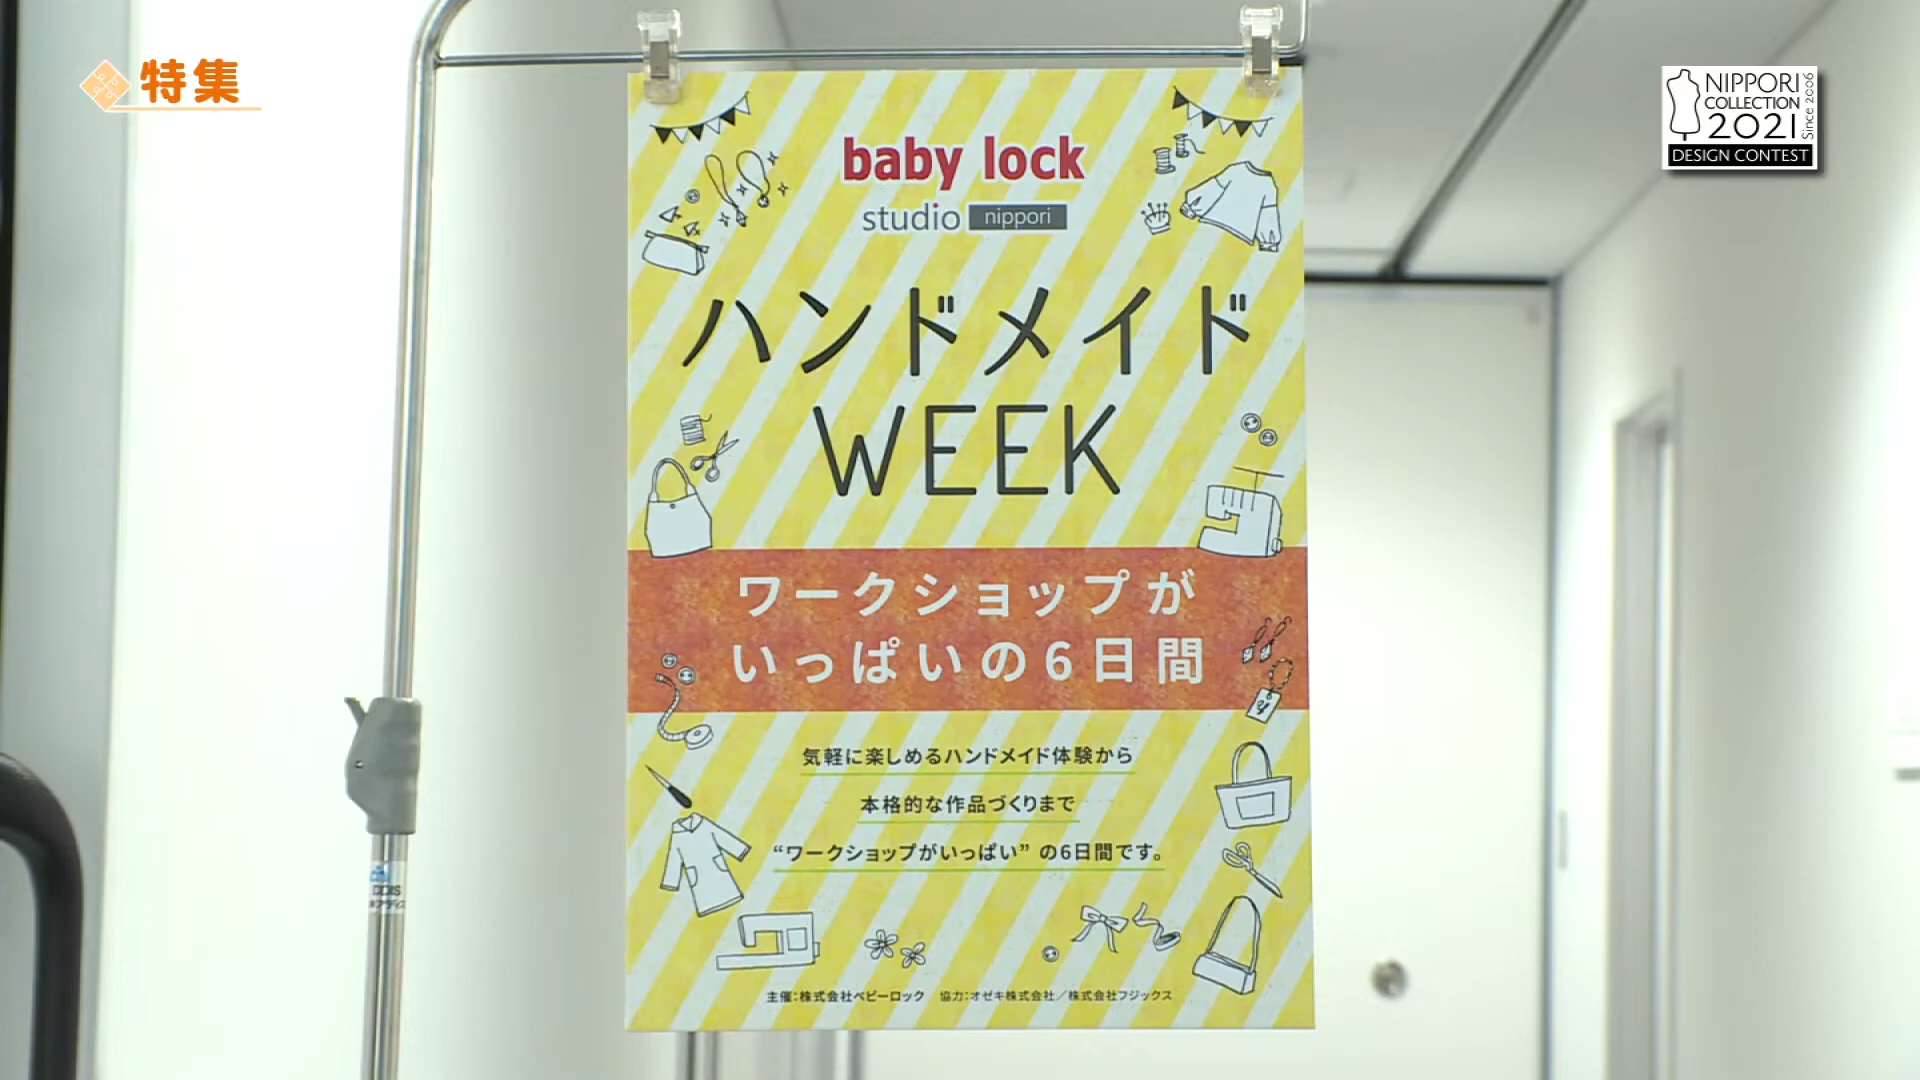 特集
NIPPORI
COLLECTION
2021
Since 2006
DESIGN CONTEST
baby lock
studio nippori
ハンドメイド
WEEK
ワークショップが
いっぱいの6日間
気軽に楽しめるハンドメイド体験から
本格的な作品づくりまで
“ワークショップがいっぱい” の6日間です。
主催：株式会社ベビーロック 協力：オゼキ株式会社／株式会社フジックス